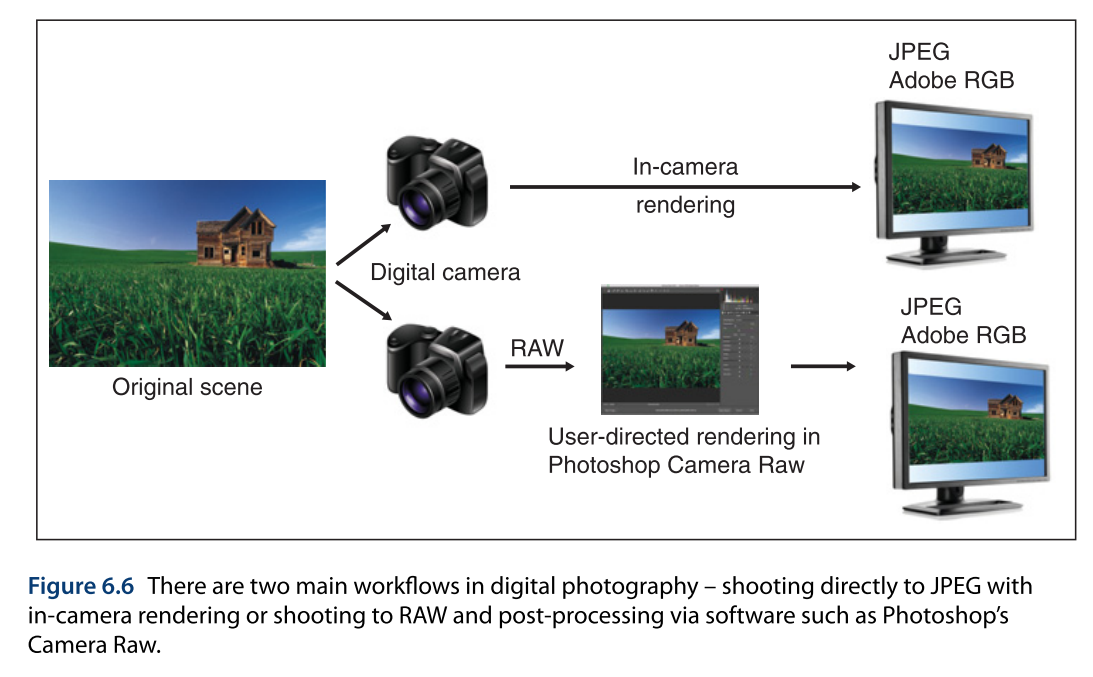 JPEG
Adobe RGB
In-camera
rendering
Digital camera
Original scene
RAW
User-directed rendering in
Photoshop Camera Raw
JPEG
Adobe RGB
Figure 6.6 There are two main workflows in digital photography – shooting directly to JPEG with
in-camera rendering or shooting to RAW and post-processing via software such as Photoshop’s
Camera Raw.